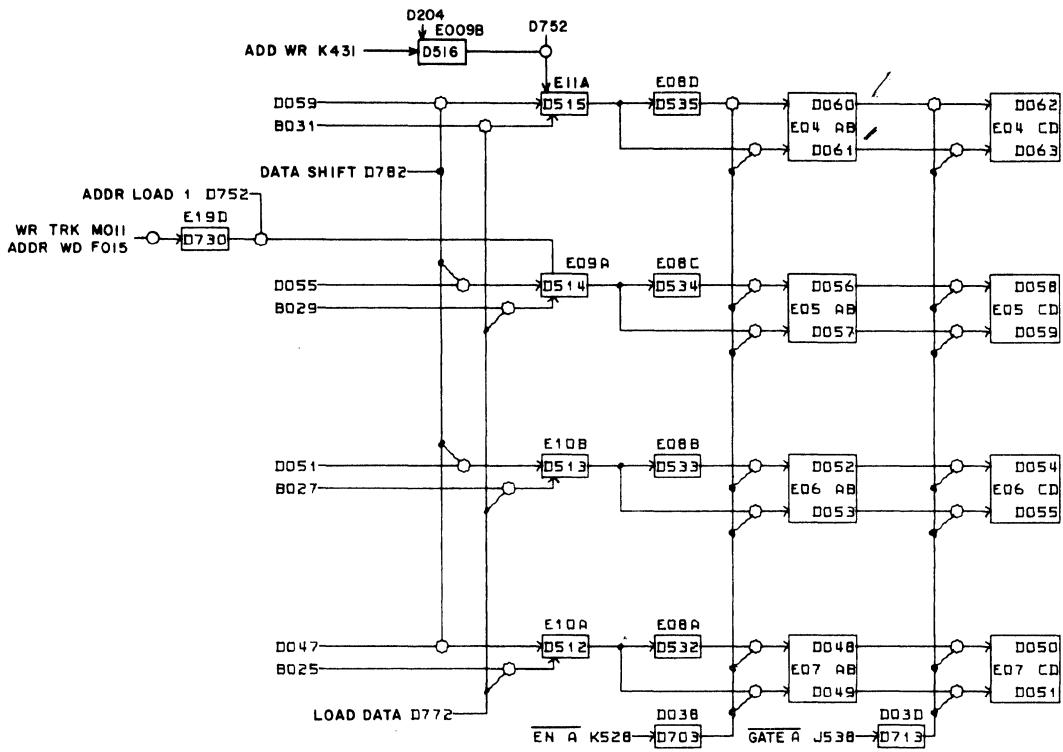 D204
E009B
D752
ADD WR K431
D516
E11A
E08D
D059
D515
D535
D060
D062
B031
E04 AB
E04 CD
D061
D063
DATA SHIFT D782
ADDR LOAD 1 D752
E19D
WR TRK M011
ADDR WD F015
D730
E09A
E08C
D055
D514
D534
D056
D058
B029
E05 AB
E05 CD
D057
D059
E10B
E08B
D051
D513
D533
D052
D054
B027
E06 AB
E06 CD
D053
D055
E10A
E08A
D047
D512
D532
D048
D050
B025
E07 AB
E07 CD
D049
D051
LOAD DATA D772
D03B
D03D
EN A K528
D703
GATE A J538
D713